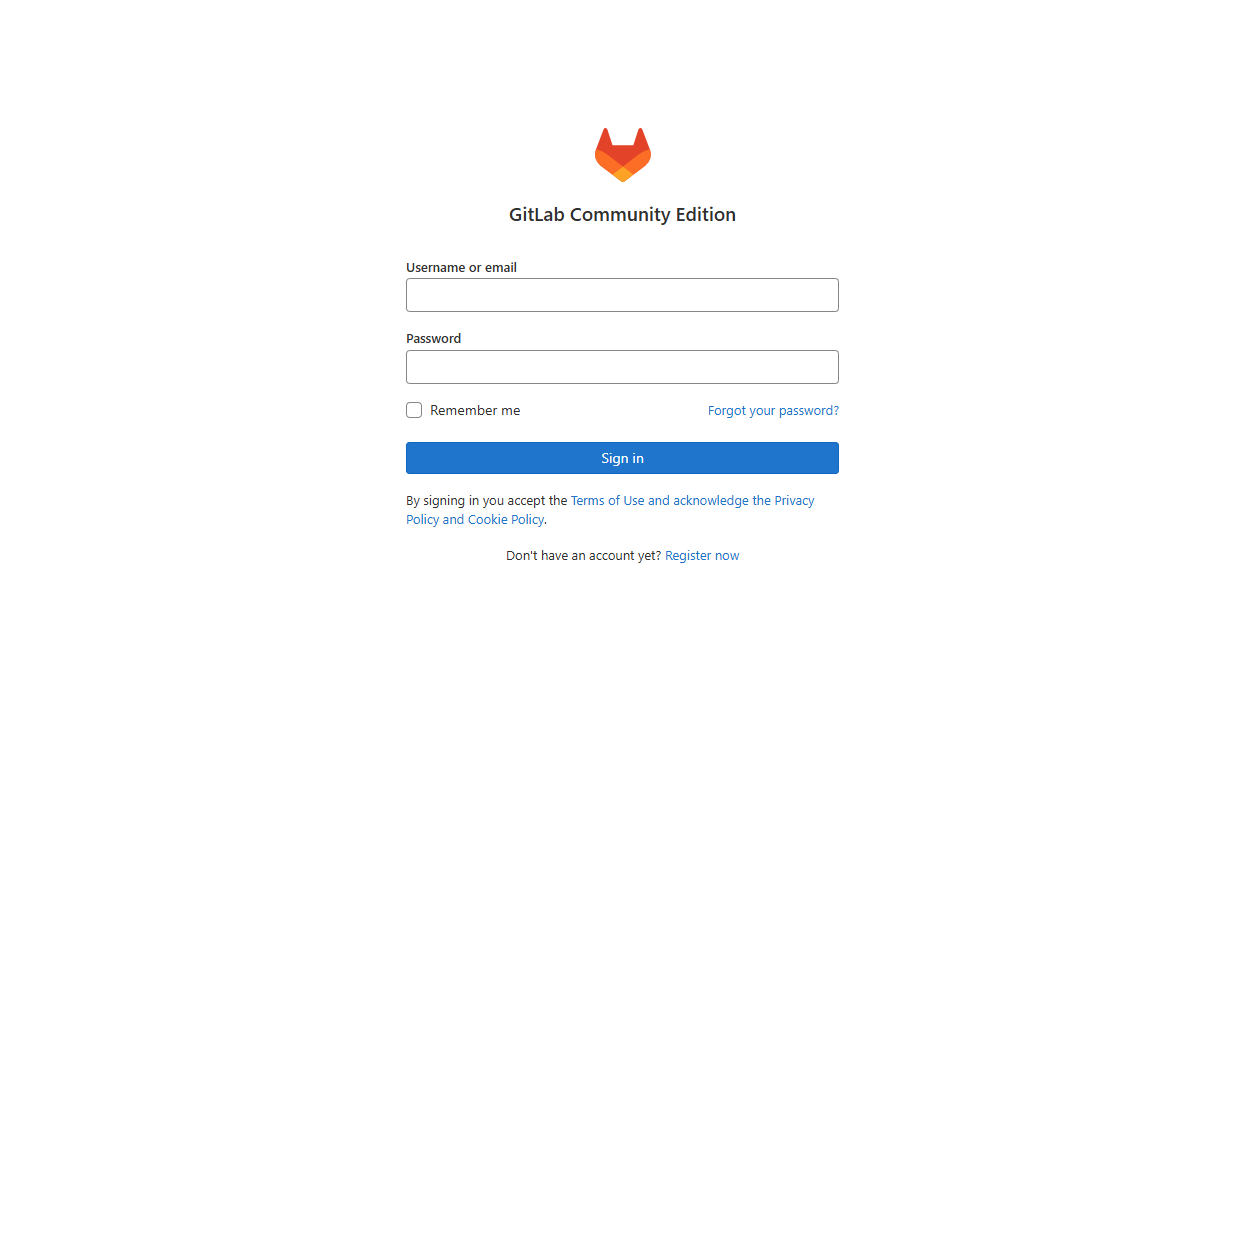 GitLab Community Edition
Username or email
Password
Remember me
Forgot your password?
Sign in
By signing in you accept the Terms of Use and acknowledge the Privacy
Policy and Cookie Policy.
Don't have an account yet? Register now